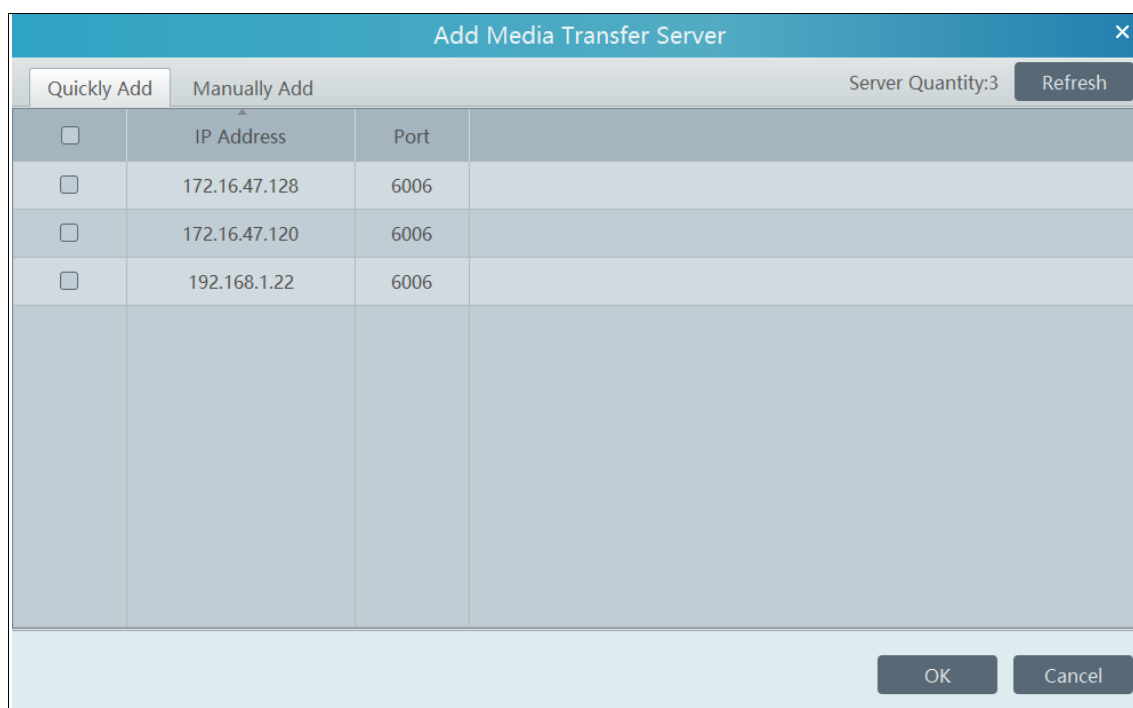 Add Media Transfer Server
Quickly Add Manually Add Server Quantity:3 Refresh
IP Address Port
172.16.47.128 6006
172.16.47.120 6006
192.168.1.22 6006
OK Cancel